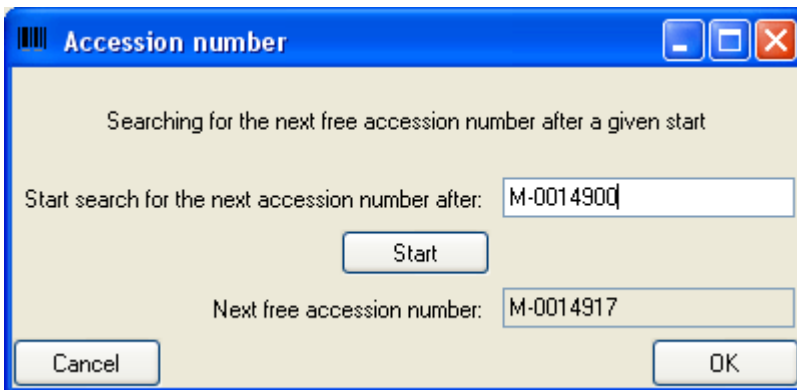 Accession number
Searching for the next free accession number after a given start
Start search for the next accession number after: M-0014900
Start
Next free accession number: M-0014917
Cancel OK